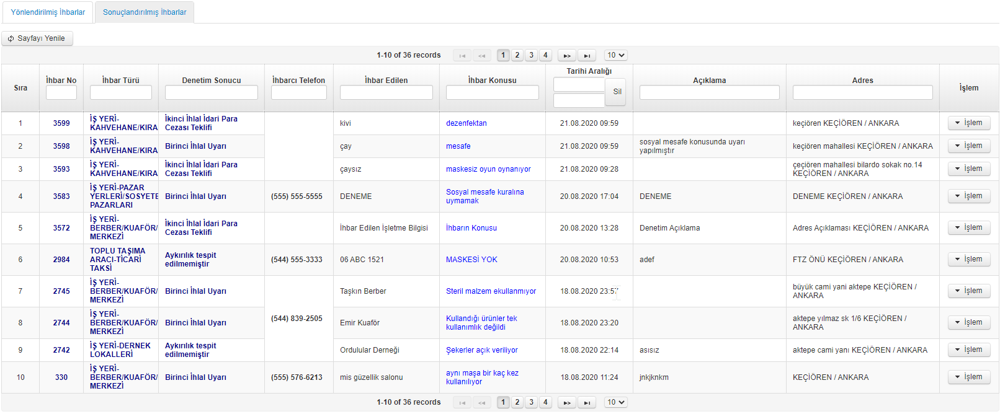 Yönlendirilmiş İhbarlar Sonuçlandırılmış İhbarlar
Sayfayı Yenile
1-10 of 36 records 1 2 3 4 10
Sıra İhbar No İhbar Türü Denetim Sonucu İhbarcı Telefon İhbar Edilen İhbar Konusu Tarihi Aralığı Sil Açıklama Adres İşlem
1 3599 İŞ YERİ- İkinci İhlal İdari Para kivi dezenfektan 21.08.2020 09:59 keçiören KEÇİÖREN / ANKARA İşlem
KAHVEHANE/KIRA Cezası Teklifi
2 3598 İŞ YERİ- Birinci İhlal Uyarı çay mesafe 21.08.2020 09:59 sosyal mesafe konusunda uyarı keçiören mahallesi KEÇİÖREN / ANKARA İşlem
KAHVEHANE/KIRA yapılmıştır
3 3593 İŞ YERİ- İkinci İhlal İdari Para çaysız maskesiz oyun oynanıyor 21.08.2020 09:28 çeçiören mahallesi bilardo sokak no.14 İşlem
KAHVEHANE/KIRA Cezası Teklifi KEÇİÖREN / ANKARA
4 3583 İŞ YERİ-PAZAR Birinci İhlal Uyarı (555) 555-5555 DENEME Sosyal mesafe kuralına 20.08.2020 17:04 DENEME DENEME KEÇİÖREN / ANKARA İşlem
YERLERİ/SOSYETE uymamak
PAZARLARI
5 3572 İŞ YERİ- İkinci İhlal İdari Para İhbar Edilen İşletme Bilgisi İhbarın Konusu 20.08.2020 13:28 Denetim Açıklama Adres Açıklaması KEÇİÖREN / ANKARA İşlem
BERBER/KUAFÖR/ Cezası Teklifi
MERKEZİ
6 2984 TOPLU TAŞIMA Aykırılık tespit (544) 555-3333 06 ABC 1521 MASKESİ YOK 20.08.2020 10:53 adef FTZ ÖNÜ KEÇİÖREN / ANKARA İşlem
ARACI-TİCARİ edilmemiştir
TAKSİ
7 2745 İŞ YERİ- Birinci İhlal Uyarı Taşkın Berber Steril malzem ekullanmıyor 18.08.2020 23:57 büyük cami yani aktepe KEÇİÖREN / İşlem
BERBER/KUAFÖR/ ANKARA
MERKEZİ
(544) 839-2505
8 2744 İŞ YERİ- Birinci İhlal Uyarı Emir Kuaför Kullandığı ürünler tek 18.08.2020 23:20 aktepe yılmaz sk 1/6 KEÇİÖREN / İşlem
BERBER/KUAFÖR/ kullanımlık değildi ANKARA
MERKEZİ
9 2742 İŞ YERİ-DERNEK Aykırılık tespit Ordulular Derneği Şekerler açık veriliyor 18.08.2020 22:14 asısız aktepe cami yanı KEÇİÖREN / ANKARA İşlem
LOKALLERİ edilmemiştir
10 330 İŞ YERİ- Birinci İhlal Uyarı (555) 576-6213 mis güzellik salonu aynı maşa bir kaç kez 18.08.2020 11:24 jnkjknkm KEÇİÖREN / ANKARA İşlem
BERBER/KUAFÖR/ kullanılıyor
MERKEZİ
1-10 of 36 records 1 2 3 4 10